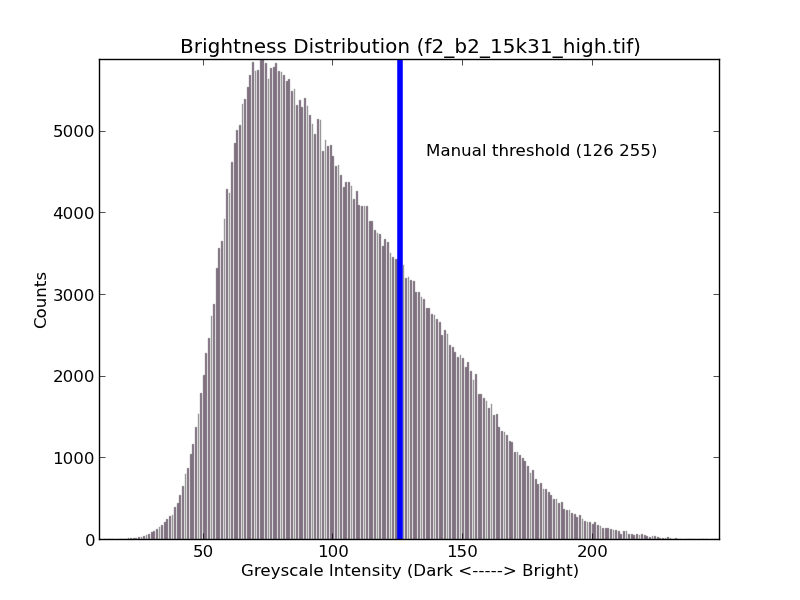 Brightness Distribution (f2_b2_15k31_high.tif)
Manual threshold (126 255)
5000
4000
3000
2000
1000
0
Counts
50 100 150 200
Greyscale Intensity (Dark <-----> Bright)